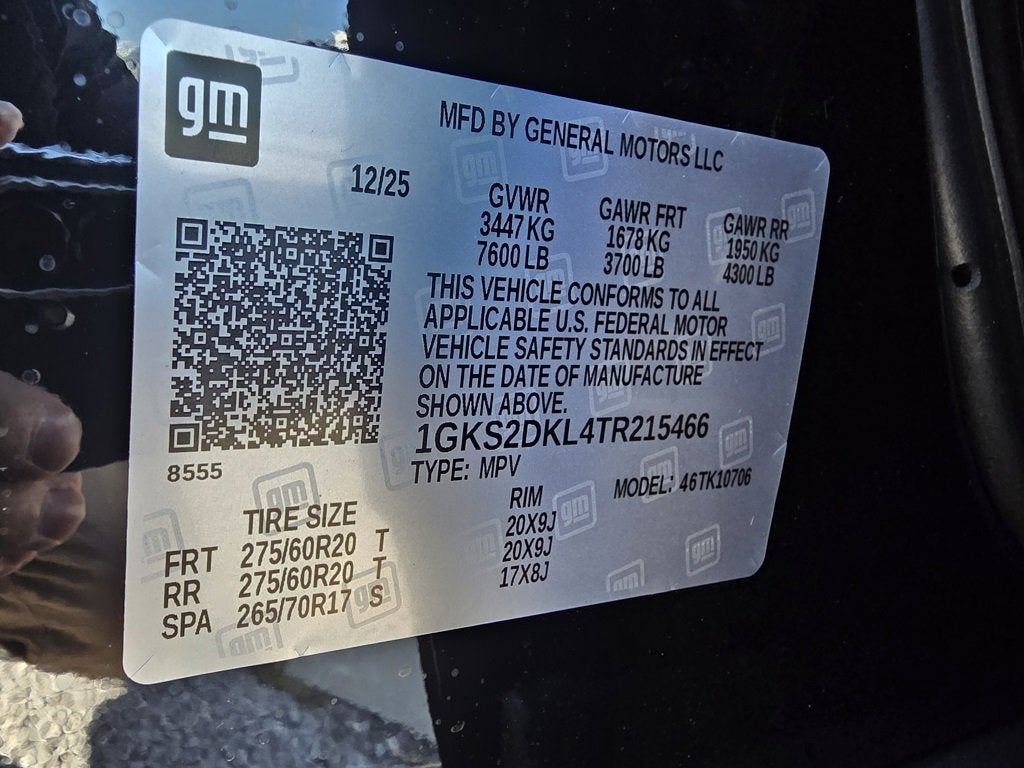 gm
MFD BY GENERAL MOTORS LLC
12/25
GVWR GAWR FRT GAWR RR
3447 KG 1678 KG 1950 KG
7600 LB 3700 LB 4300 LB
THIS VEHICLE CONFORMS TO ALL
APPLICABLE U.S. FEDERAL MOTOR
VEHICLE SAFETY STANDARDS IN EFFECT
ON THE DATE OF MANUFACTURE
SHOWN ABOVE.
1GKS2DKL4TR215466
TYPE: MPV
MODEL: 46TK10706
8555
TIRE SIZE RIM
FRT 275/60R20 T 20X9J
RR 275/60R20 T 20X9J
SPA 265/70R17 S 17X8J